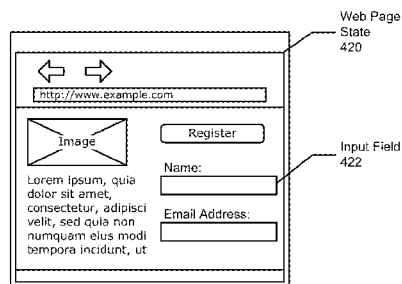 Web Page
State
420
http://www.example.com
Image
Register
Input Field
422
Name:
Lorem ipsum, quia
dolor sit amet,
consectetur, adipisci
velit, sed quia non
numquam eius modi
tempora incidunt, ut
Email Address: